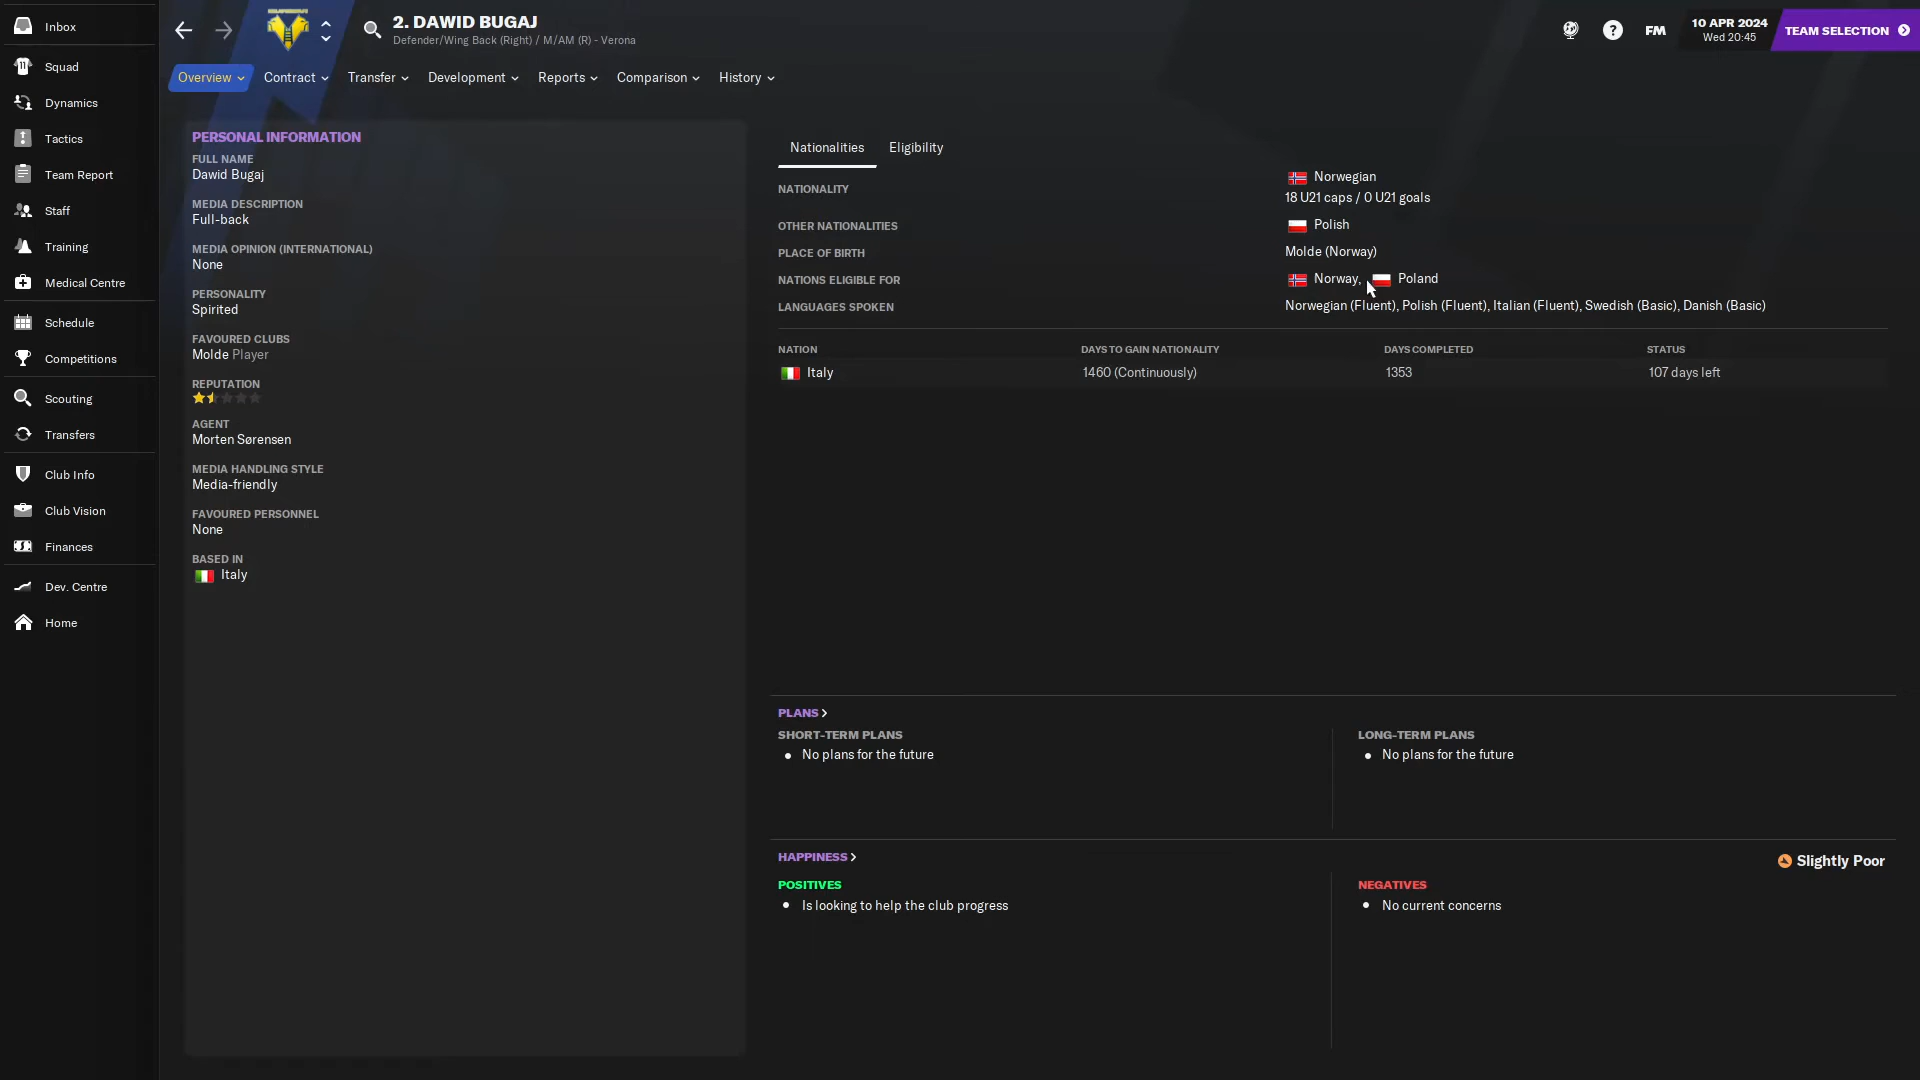 Inbox
Squad
Dynamics
Tactics
Team Report
Staff
Training
Medical Centre
Schedule
Competitions
Scouting
Transfers
Club Info
Club Vision
Finances
Dev. Centre
Home
2. DAWID BUGAJ
Defender/Wing Back (Right) / M/AM (R) - Verona
FM
10 APR 2024
Wed 20:45
TEAM SELECTION
Overview
Contract
Transfer
Development
Reports
Comparison
History
PERSONAL INFORMATION
FULL NAME
Dawid Bugaj
MEDIA DESCRIPTION
Full-back
MEDIA OPINION (INTERNATIONAL)
None
PERSONALITY
Spirited
FAVOURED CLUBS
Molde Player
REPUTATION
AGENT
Morten Sørensen
MEDIA HANDLING STYLE
Media-friendly
FAVOURED PERSONNEL
None
BASED IN
Italy
Nationalities
Eligibility
NATIONALITY
Norwegian
18 U21 caps / 0 U21 goals
OTHER NATIONALITIES
Polish
PLACE OF BIRTH
Molde (Norway)
NATIONS ELIGIBLE FOR
Norway, Poland
LANGUAGES SPOKEN
Norwegian (Fluent), Polish (Fluent), Italian (Fluent), Swedish (Basic), Danish (Basic)
NATION DAYS TO GAIN NATIONALITY DAYS COMPLETED STATUS
Italy 1460 (Continuously) 1353 107 days left
PLANS
SHORT-TERM PLANS
No plans for the future
LONG-TERM PLANS
No plans for the future
HAPPINESS
Slightly Poor
POSITIVES
Is looking to help the club progress
NEGATIVES
No current concerns